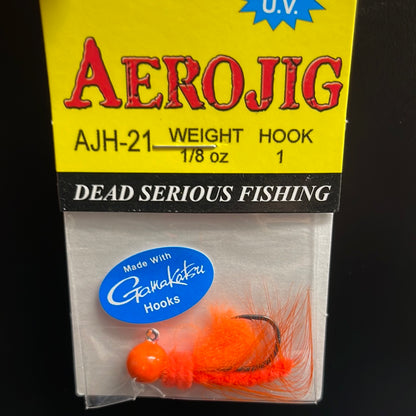 U.V.
AEROJIG
AJH-21 WEIGHT HOOK
1/8 oz 1
DEAD SERIOUS FISHING
Made With
Gamakatsu
Hooks